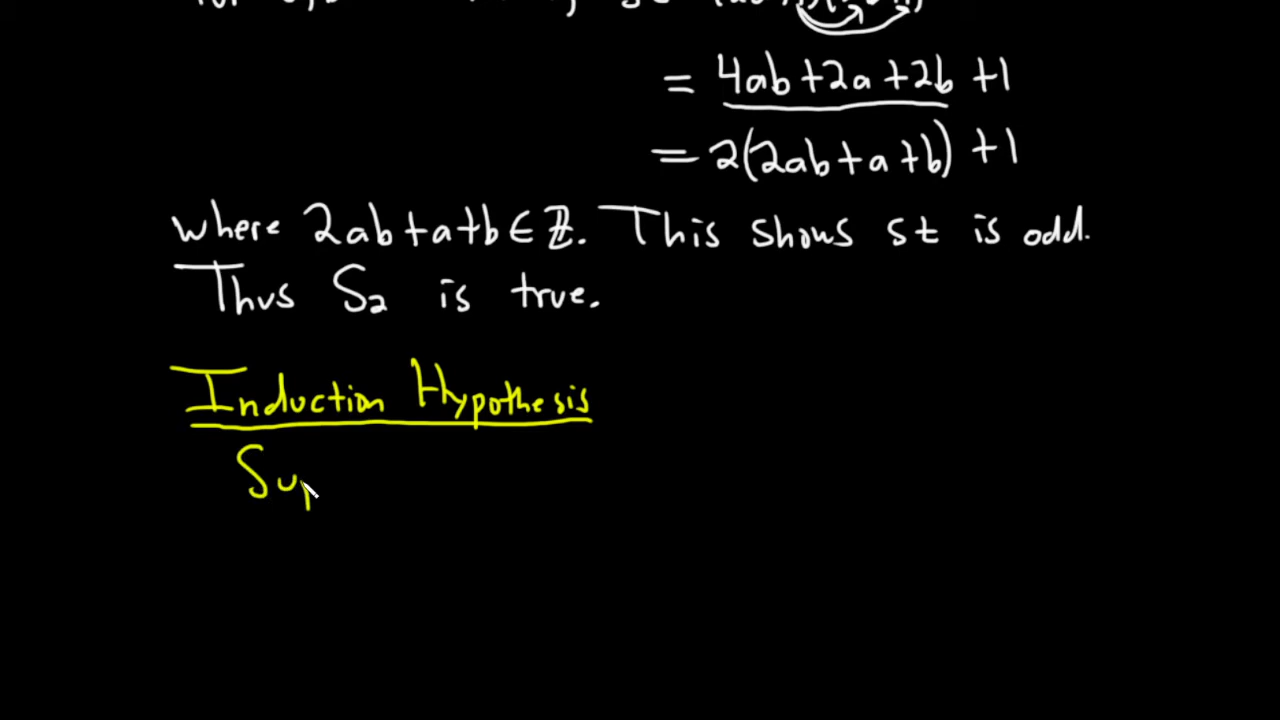 = 4ab + 2a + 2b + 1
= 2(2ab + a + b) + 1
where 2ab + a + b ∈ ℤ. This shows st is odd.
Thus S₂ is true.
Induction Hypothesis
Sup